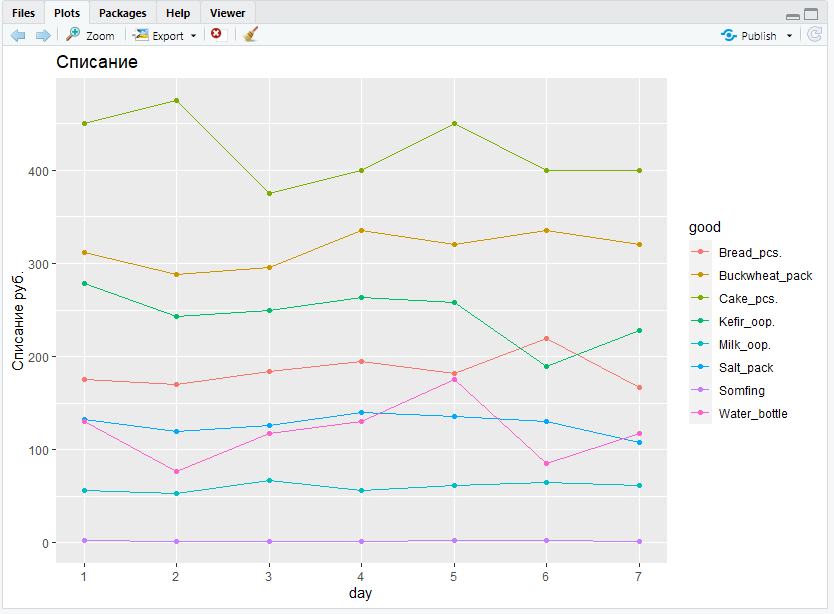 Files Plots Packages Help Viewer
Zoom Export Publish
Списание
Списание руб.
400
300
200
100
0
1 2 3 4 5 6 7
day
good
Bread_pcs.
Buckwheat_pack
Cake_pcs.
Kefir_oop.
Milk_oop.
Salt_pack
Somfing
Water_bottle